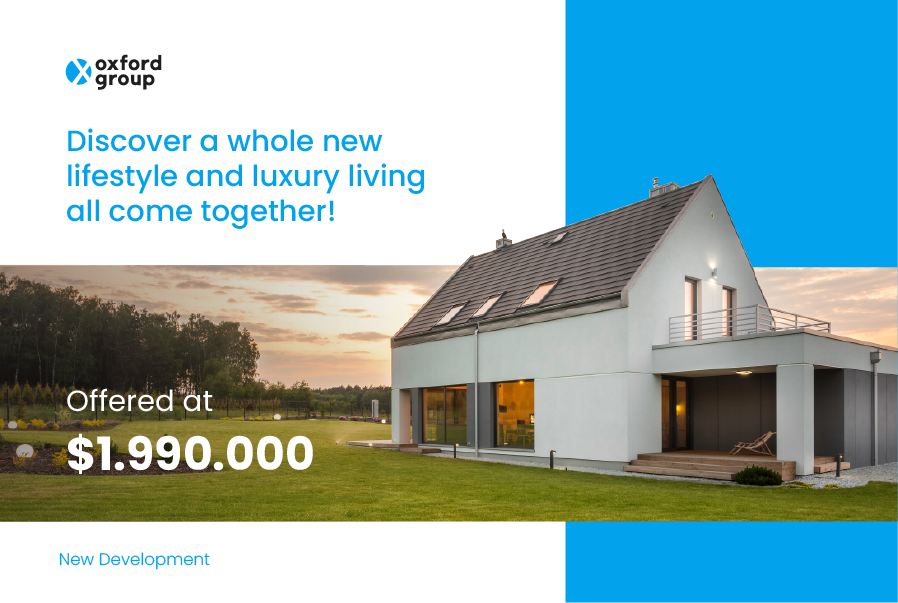 oxford
group
Discover a whole new
lifestyle and luxury living
all come together!
Offered at
$1.990.000
New Development